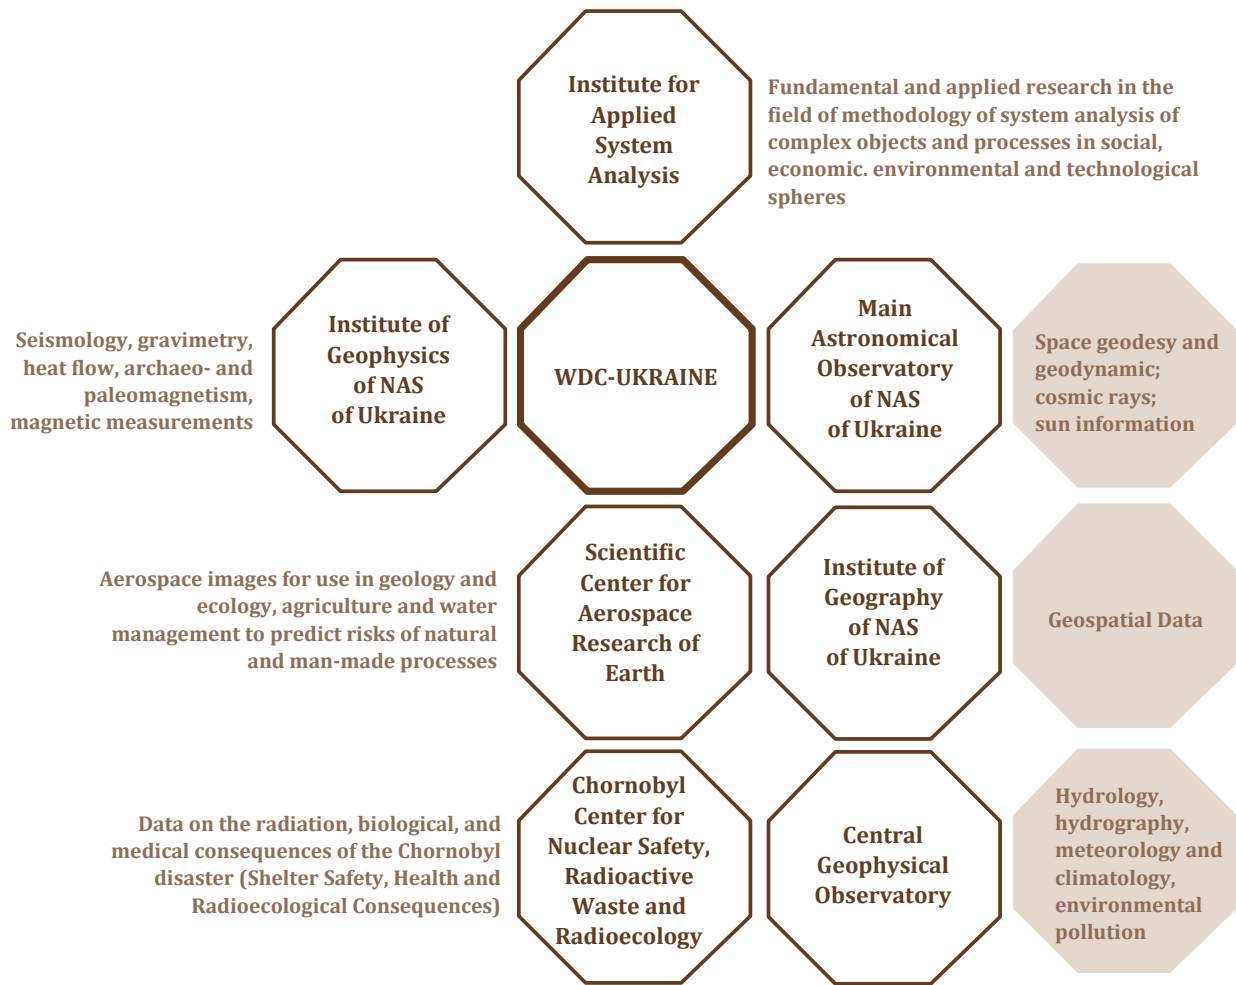 Institute for
Applied
System
Analysis
Fundamental and applied research in the
field of methodology of system analysis of
complex objects and processes in social,
economic. environmental and technological
spheres
Seismology, gravimetry,
heat flow, archaeo- and
paleomagnetism,
magnetic measurements
Institute of
Geophysics
of NAS
of Ukraine
WDC-UKRAINE
Main
Astronomical
Observatory
of NAS
of Ukraine
Space geodesy and
geodynamic;
cosmic rays;
sun information
Aerospace images for use in geology and
ecology, agriculture and water
management to predict risks of natural
and man-made processes
Scientific
Center for
Aerospace
Research of
Earth
Institute of
Geography
of NAS
of Ukraine
Geospatial Data
Data on the radiation, biological, and
medical consequences of the Chornobyl
disaster (Shelter Safety, Health and
Radioecological Consequences)
Chornobyl
Center for
Nuclear Safety,
Radioactive
Waste and
Radioecology
Central
Geophysical
Observatory
Hydrology,
hydrography,
meteorology and
climatology,
environmental
pollution